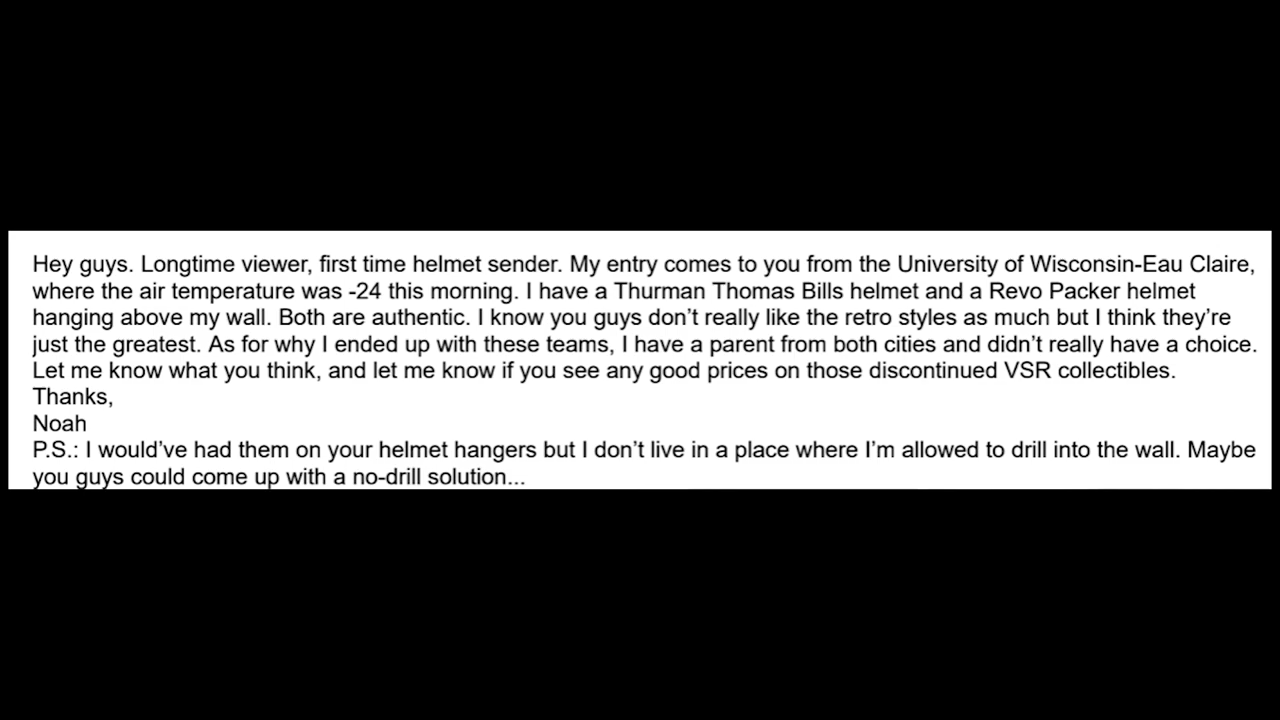 Hey guys. Longtime viewer, first time helmet sender. My entry comes to you from the University of Wisconsin-Eau Claire,
where the air temperature was -24 this morning. I have a Thurman Thomas Bills helmet and a Revo Packer helmet
hanging above my wall. Both are authentic. I know you guys don’t really like the retro styles as much but I think they’re
just the greatest. As for why I ended up with these teams, I have a parent from both cities and didn’t really have a choice.
Let me know what you think, and let me know if you see any good prices on those discontinued VSR collectibles.
Thanks,
Noah
P.S.: I would’ve had them on your helmet hangers but I don’t live in a place where I’m allowed to drill into the wall. Maybe
you guys could come up with a no-drill solution...